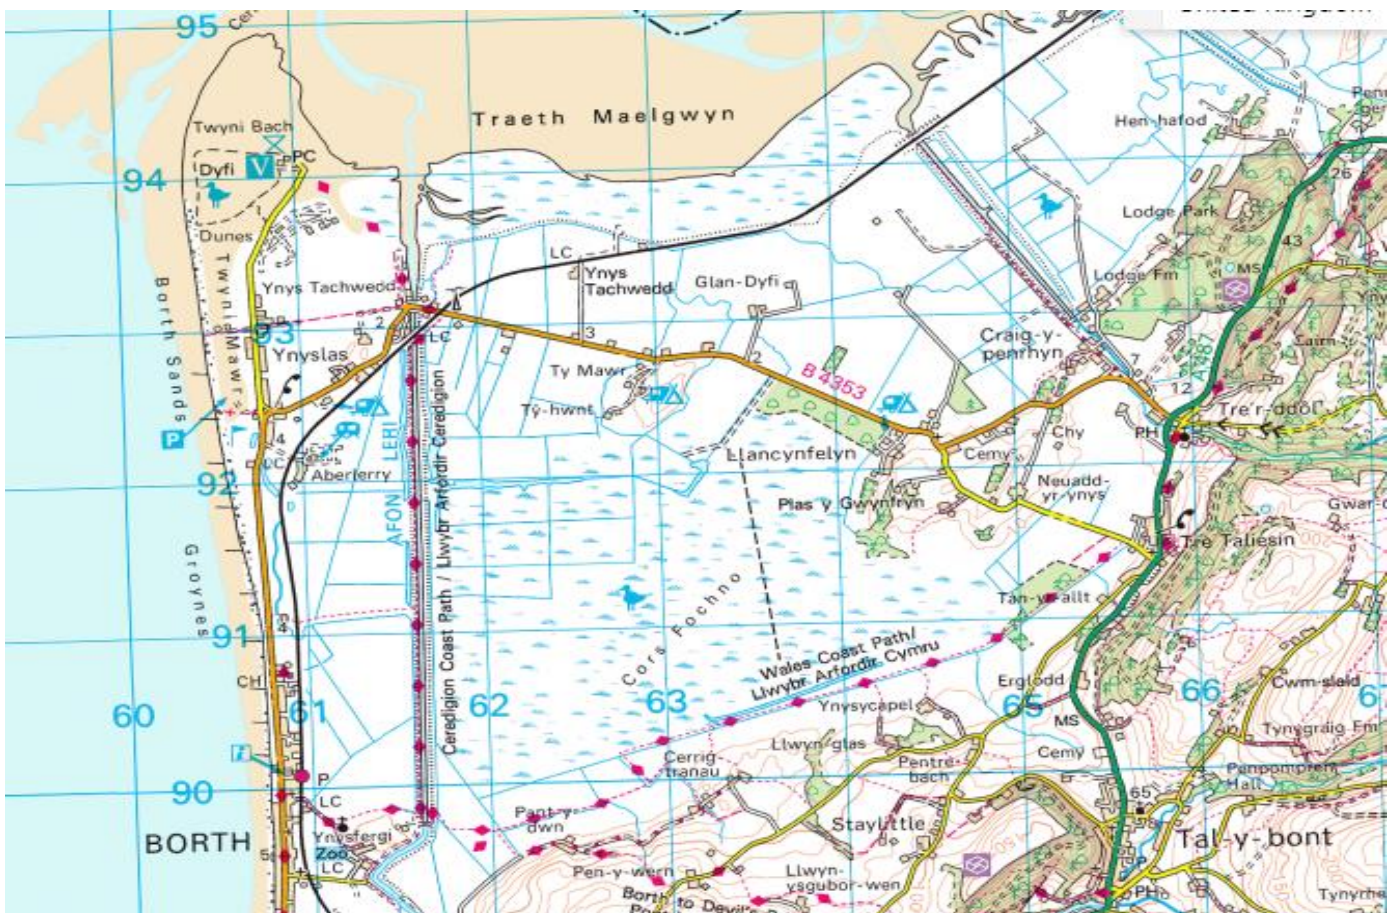 95
Traeth Maelgwyn
Twyni Bach
PC
Hen-hafod
94
Dyfi
V
26
Lodge Park
Dunes
43
LC
MS
Ynys Tachwedd
Ynys
Tachwedd
Glan-Dyfi
Lodge Fm
Borth Sands
Twyni Mawr
93
2
3
LC
Craig-y-
penrhyn
Cairn
Ynyslas
2
7
A487
Ty Mawr
B 4353
12
Tŷ-hwnt
Tre'r-ddôl
P
4
Chy
PH
Llancynfelyn
Cemy
Aberlerry
AFON LERI
Ceredigion Coast Path / Llwybr Arfordir Ceredigion
92
Neuadd-
yr-ynys
Plas y Gwynfryn
Groynes
Tre Taliesin
Cors Fochno
Tan-yr-allt
91
Wales Coast Path/
Llwybr Arfordir Cymru
CH
Erglodd
Cwm-slaid
60
61
62
63
65
66
Ynysycapel
MS
Tynygraig Fm
Llwyn-glas
Cemy
Cerrig
tranau
Pentre-
bach
Penpompren
Hall
P
90
LC
65
Pant-y-
dwn
BORTH
Ynysfergi
Staylittle
Tal-y-bont
Zoo
LC
5
P
Pen-y-wern
Llwyn-
ysgubor-wen
PH
Borth to Devil's